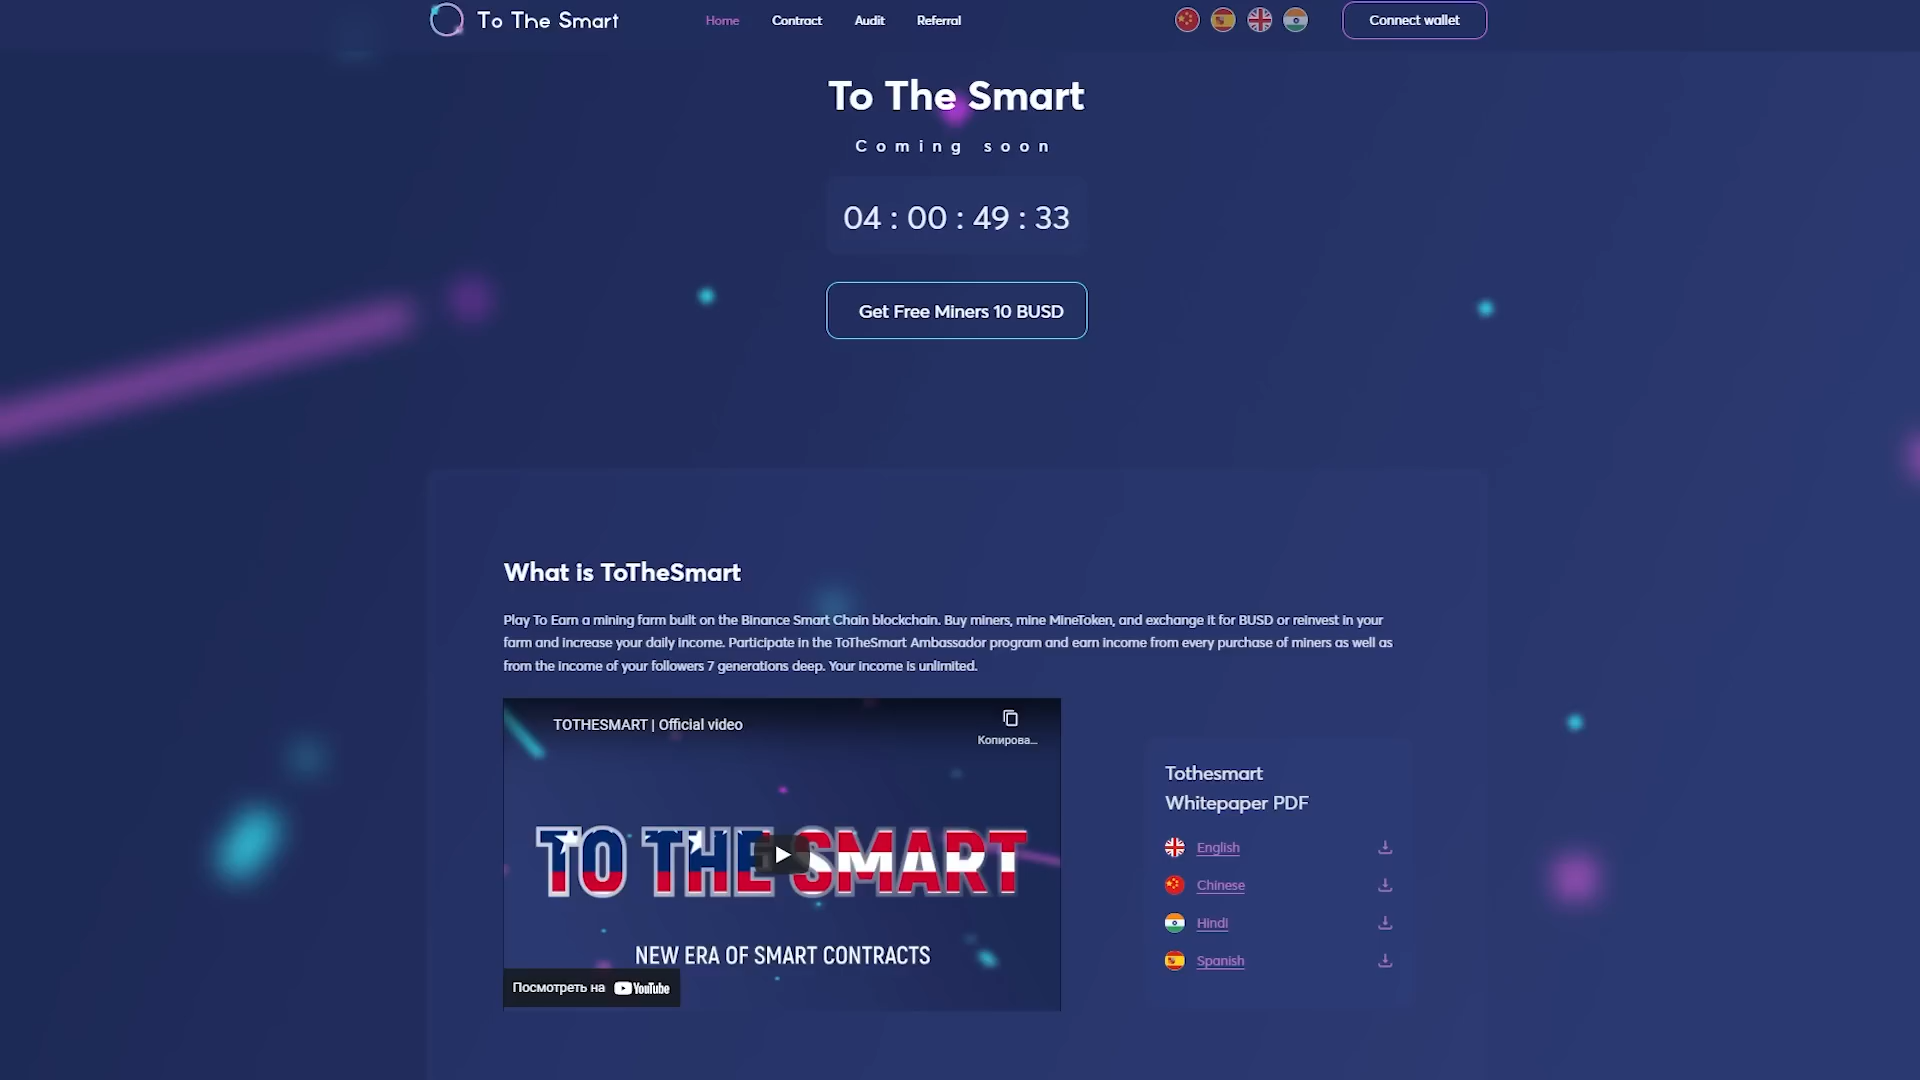 To The Smart
Home
Contract
Audit
Referral
Connect wallet
To The Smart
Coming soon
04 : 00 : 49 : 33
Get Free Miners 10 BUSD
What is ToTheSmart
Play To Earn a mining farm built on the Binance Smart Chain blockchain. Buy miners, mine MineToken, and exchange it for BUSD or reinvest in your
farm and increase your daily income. Participate in the ToTheSmart Ambassador program and earn income from every purchase of miners as well as
from the income of your followers 7 generations deep. Your income is unlimited.
TOTHESMART | Official video
Копирова...
TO THE SMART
NEW ERA OF SMART CONTRACTS
Посмотреть на YouTube
Tothesmart
Whitepaper PDF
English
Chinese
Hindi
Spanish